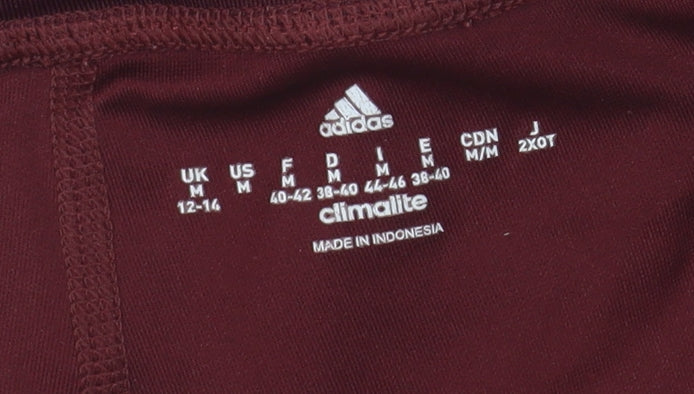 adidas
UK US F D I E CDN J
M M M M M M M/M 2XOT
12-14 40-42 38-40 44-46 38-40
climalite
MADE IN INDONESIA